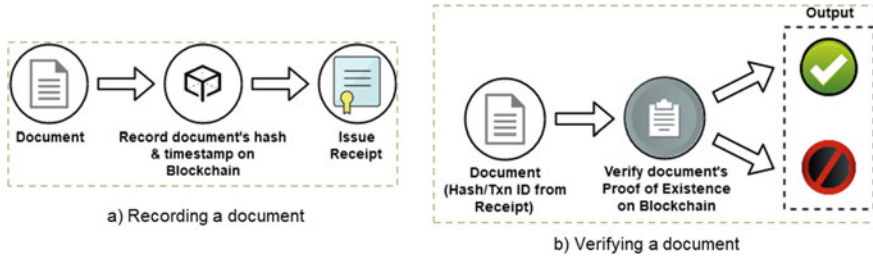 Document
Record document's hash
& timestamp on
Blockchain
Issue
Receipt
a) Recording a document
Output
Document
(Hash/Txn ID from
Receipt)
Verify document's
Proof of Existence
on Blockchain
b) Verifying a document